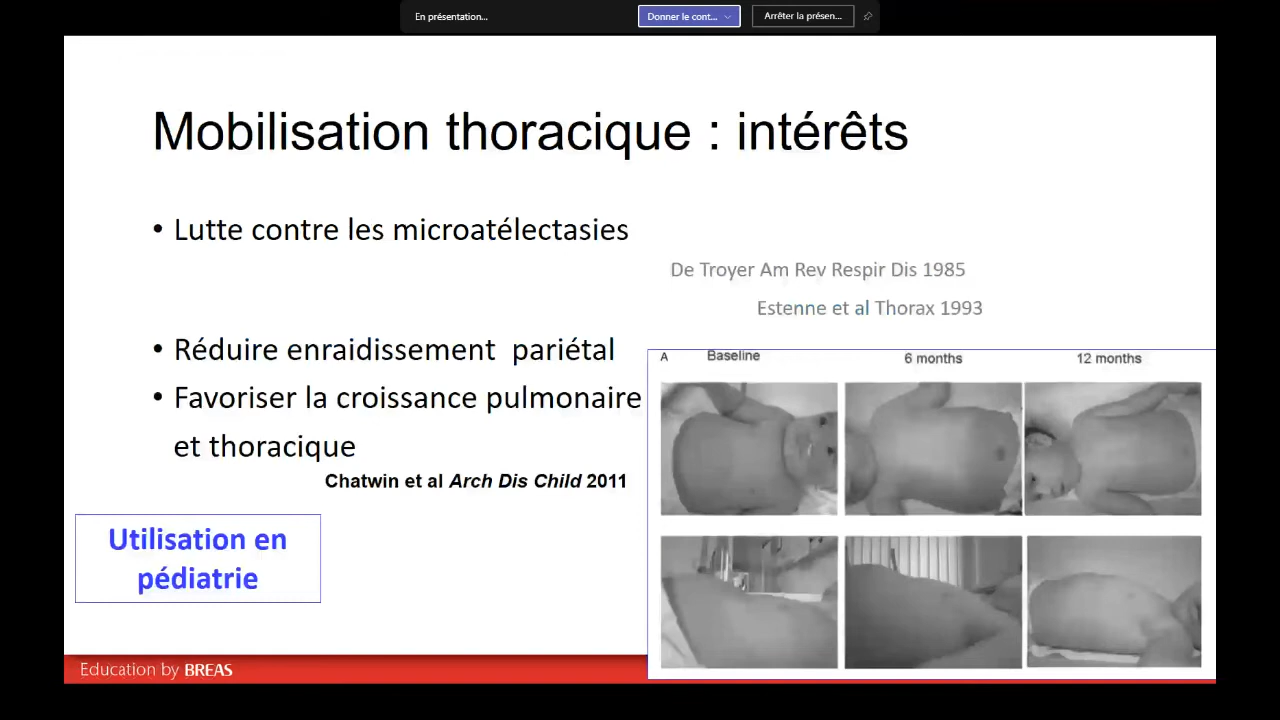 En présentation...
Donner le cont...
Arrêter la présen...
Mobilisation thoracique : intérêts
• Lutte contre les microatélectasies
De Troyer Am Rev Respir Dis 1985
Estenne et al Thorax 1993
• Réduire enraidissement pariétal
• Favoriser la croissance pulmonaire
et thoracique
Chatwin et al Arch Dis Child 2011
Utilisation en
pédiatrie
A Baseline 6 months 12 months
Education by BREAS